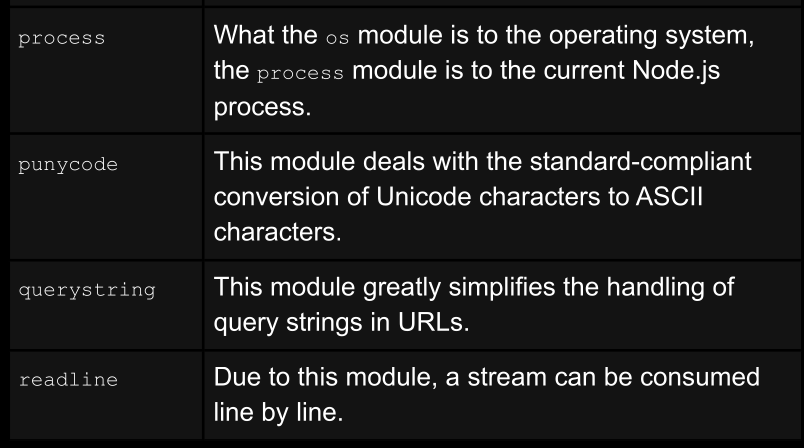 process
What the os module is to the operating system,
the process module is to the current Node.js
process.
punycode
This module deals with the standard-compliant
conversion of Unicode characters to ASCII
characters.
querystring
This module greatly simplifies the handling of
query strings in URLs.
readline
Due to this module, a stream can be consumed
line by line.